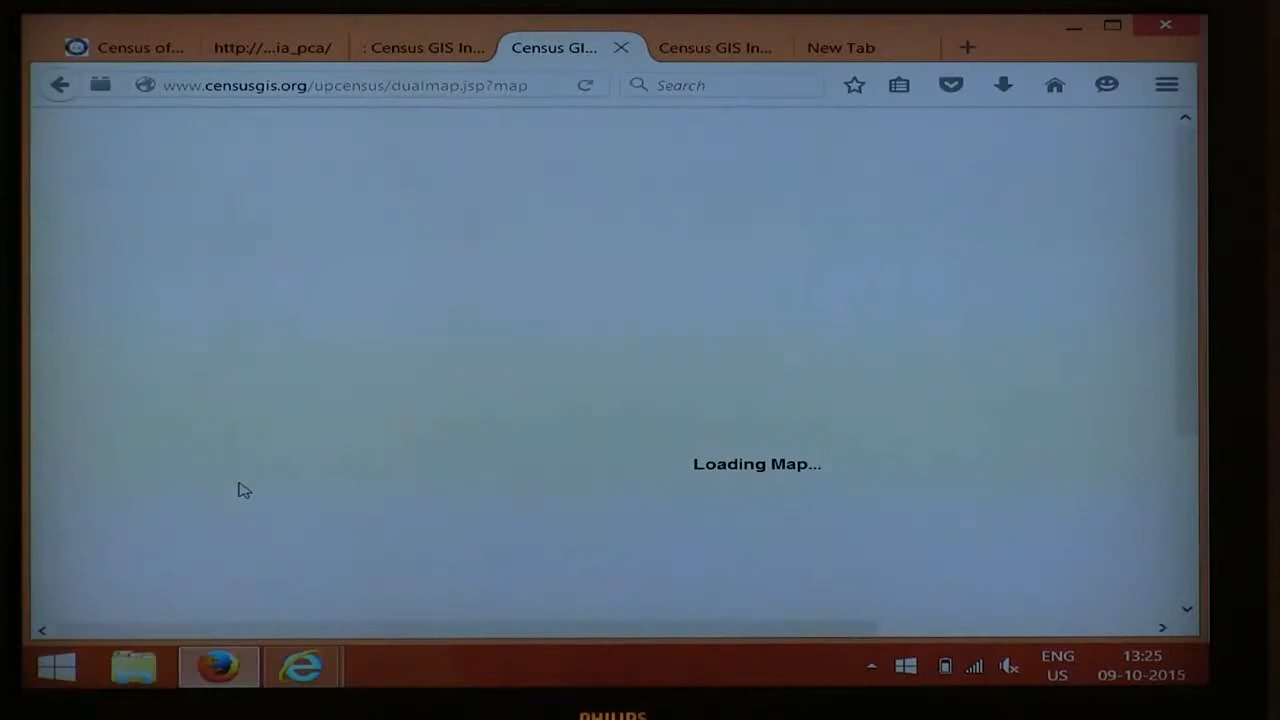 Census of...
http://...ia_pca/
: Census GIS In...
Census GI...
Census GIS In...
New Tab
www.censusgis.org/upcensus/dualmap.jsp?map
Search
Loading Map...
ENG
US
13:25
09-10-2015
PHILIPS